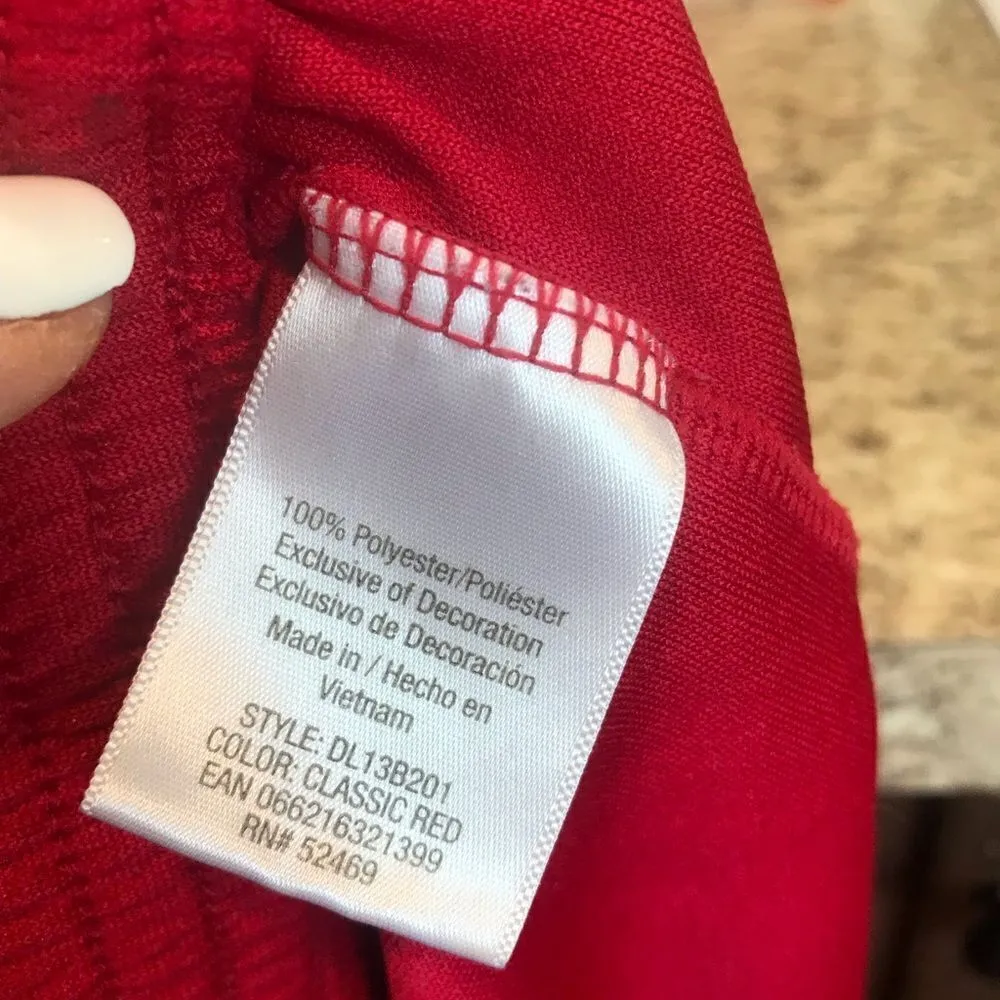 100% Polyester/Poliéster
Exclusive of Decoration
Exclusivo de Decoración
Made in / Hecho en
Vietnam
STYLE: DL13B201
COLOR: CLASSIC RED
EAN 066216321399
RN# 52469